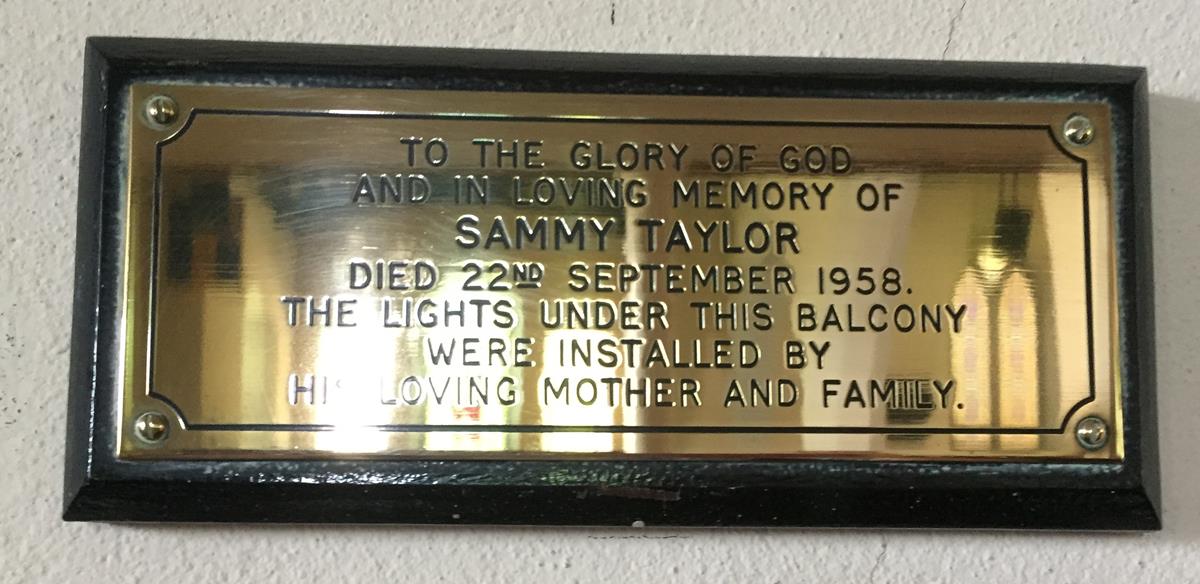 TO THE GLORY OF GOD
AND IN LOVING MEMORY OF
SAMMY TAYLOR
DIED 22ND SEPTEMBER 1958.
THE LIGHTS UNDER THIS BALCONY
WERE INSTALLED BY
HIS LOVING MOTHER AND FAMILY.